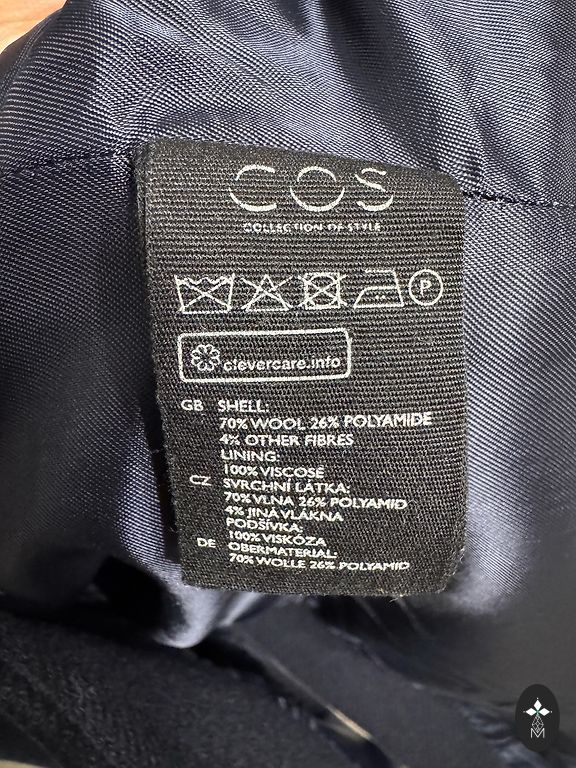 COS
COLLECTION OF STYLE
P
clevercare.info
GB SHELL:
70% WOOL 26% POLYAMIDE
4% OTHER FIBRES
LINING:
100% VISCOSE
CZ SVRCHNÍ LÁTKA:
70% VLNA 26% POLYAMID
4% JINÁ VLÁKNA
PODŠÍVKA:
100% VISKÓZA
DE OBERMATERIAL:
70% WOLLE 26% POLYAMID
M